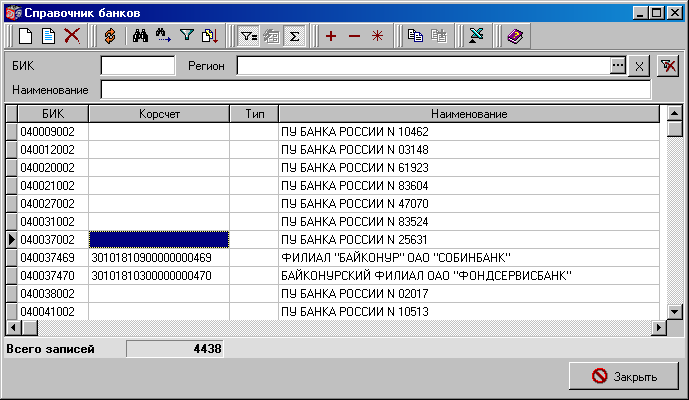 Справочник банков
БИК Регион
Наименование
БИК Корсчет Тип Наименование
040009002 ПУ БАНКА РОССИИ N 10462
040012002 ПУ БАНКА РОССИИ N 03148
040020002 ПУ БАНКА РОССИИ N 61923
040021002 ПУ БАНКА РОССИИ N 83604
040027002 ПУ БАНКА РОССИИ N 47070
040031002 ПУ БАНКА РОССИИ N 83524
040037002 ПУ БАНКА РОССИИ N 25631
040037469 30101810900000000469 ФИЛИАЛ "БАЙКОНУР" ОАО "СОБИНБАНК"
040037470 30101810300000000470 БАЙКОНУРСКИЙ ФИЛИАЛ ОАО "ФОНДСЕРВИСБАНК"
040038002 ПУ БАНКА РОССИИ N 02017
040041002 ПУ БАНКА РОССИИ N 10513
Всего записей 4438
Закрыть